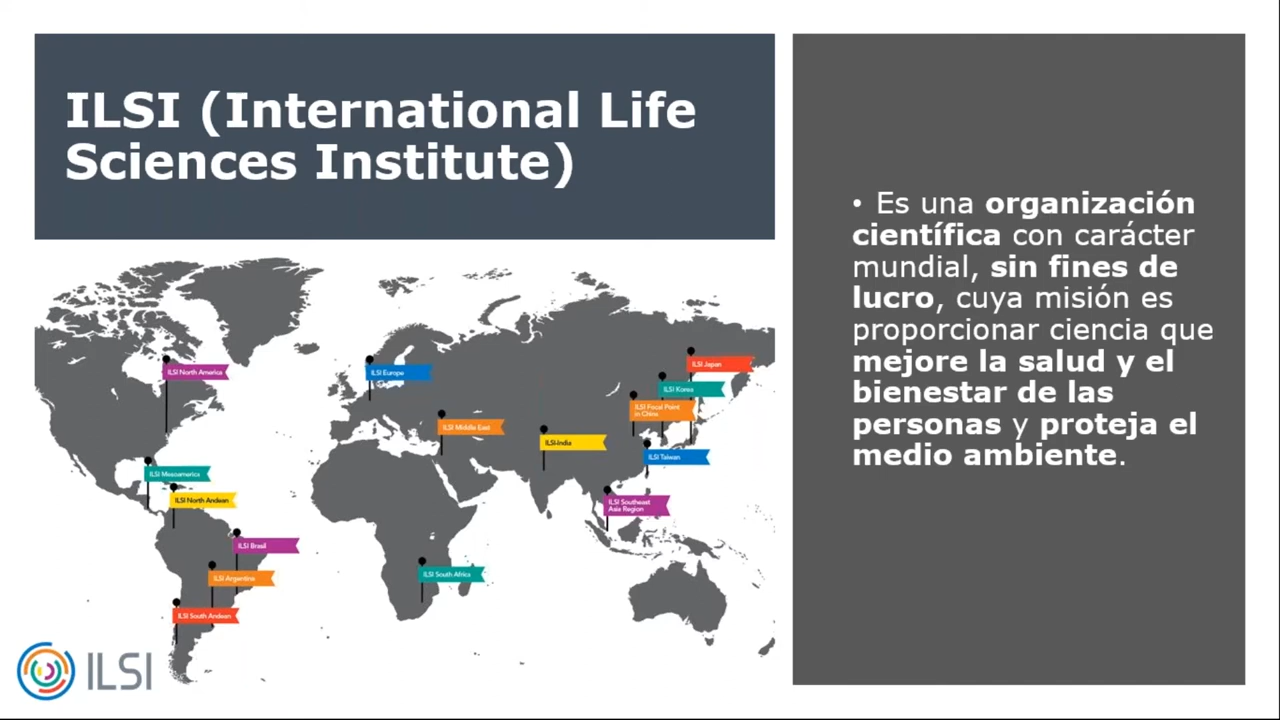 ILSI (International Life
Sciences Institute)
• Es una organización
científica con carácter
mundial, sin fines de
lucro, cuya misión es
proporcionar ciencia que
mejore la salud y el
bienestar de las
personas y proteja el
medio ambiente.
ILSI North America
ILSI Europe
ILSI Japan
ILSI Korea
ILSI Focal Point
in China
ILSI Middle East
ILSI-India
ILSI Taiwan
ILSI Mesoamerica
ILSI North Andean
ILSI Southeast
Asia Region
ILSI Brasil
ILSI Argentina
ILSI South Africa
ILSI South Andean
ILSI